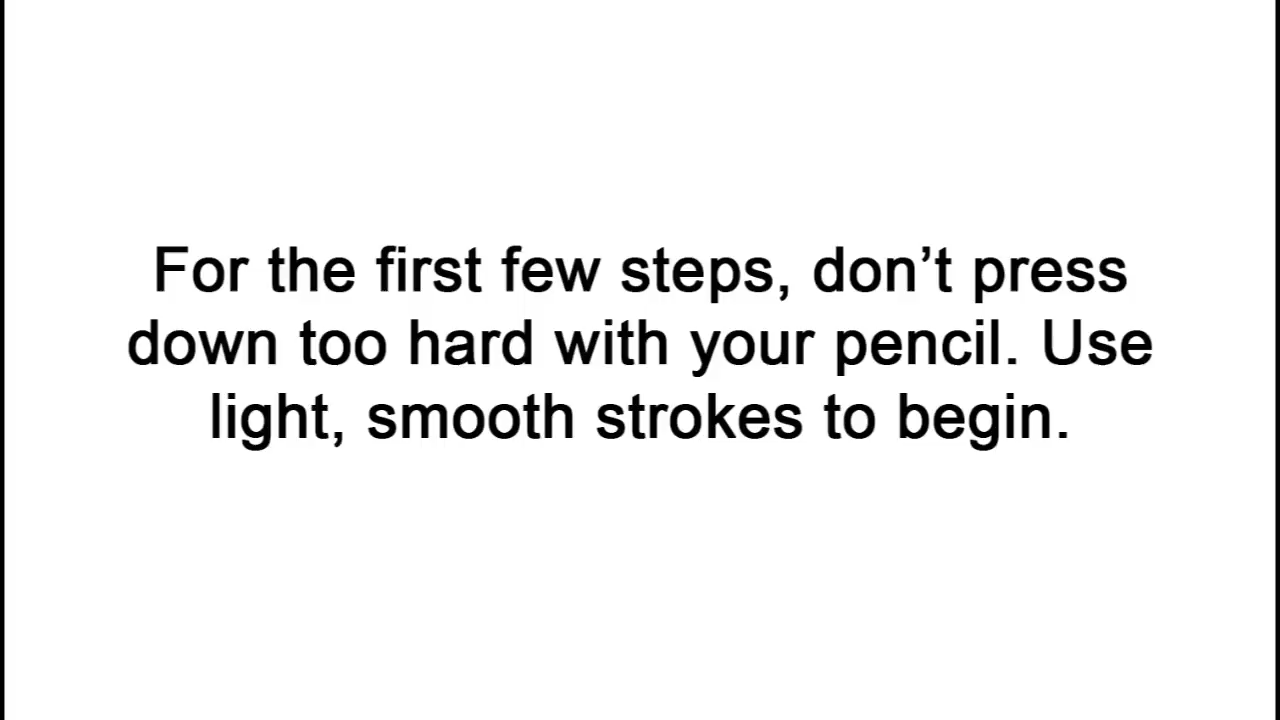 For the first few steps, don’t press
down too hard with your pencil. Use
light, smooth strokes to begin.